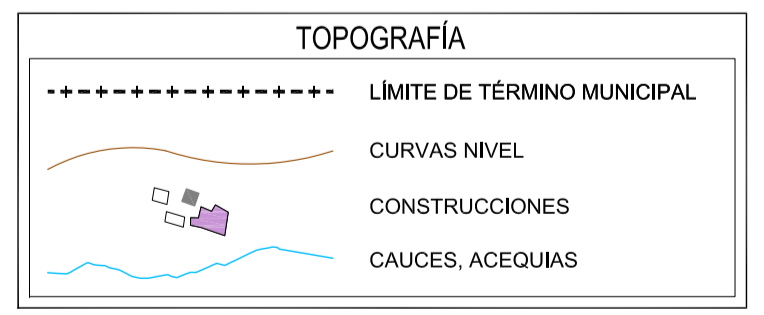 TOPOGRAFÍA
LÍMITE DE TÉRMINO MUNICIPAL
CURVAS NIVEL
CONSTRUCCIONES
CAUCES, ACEQUIAS